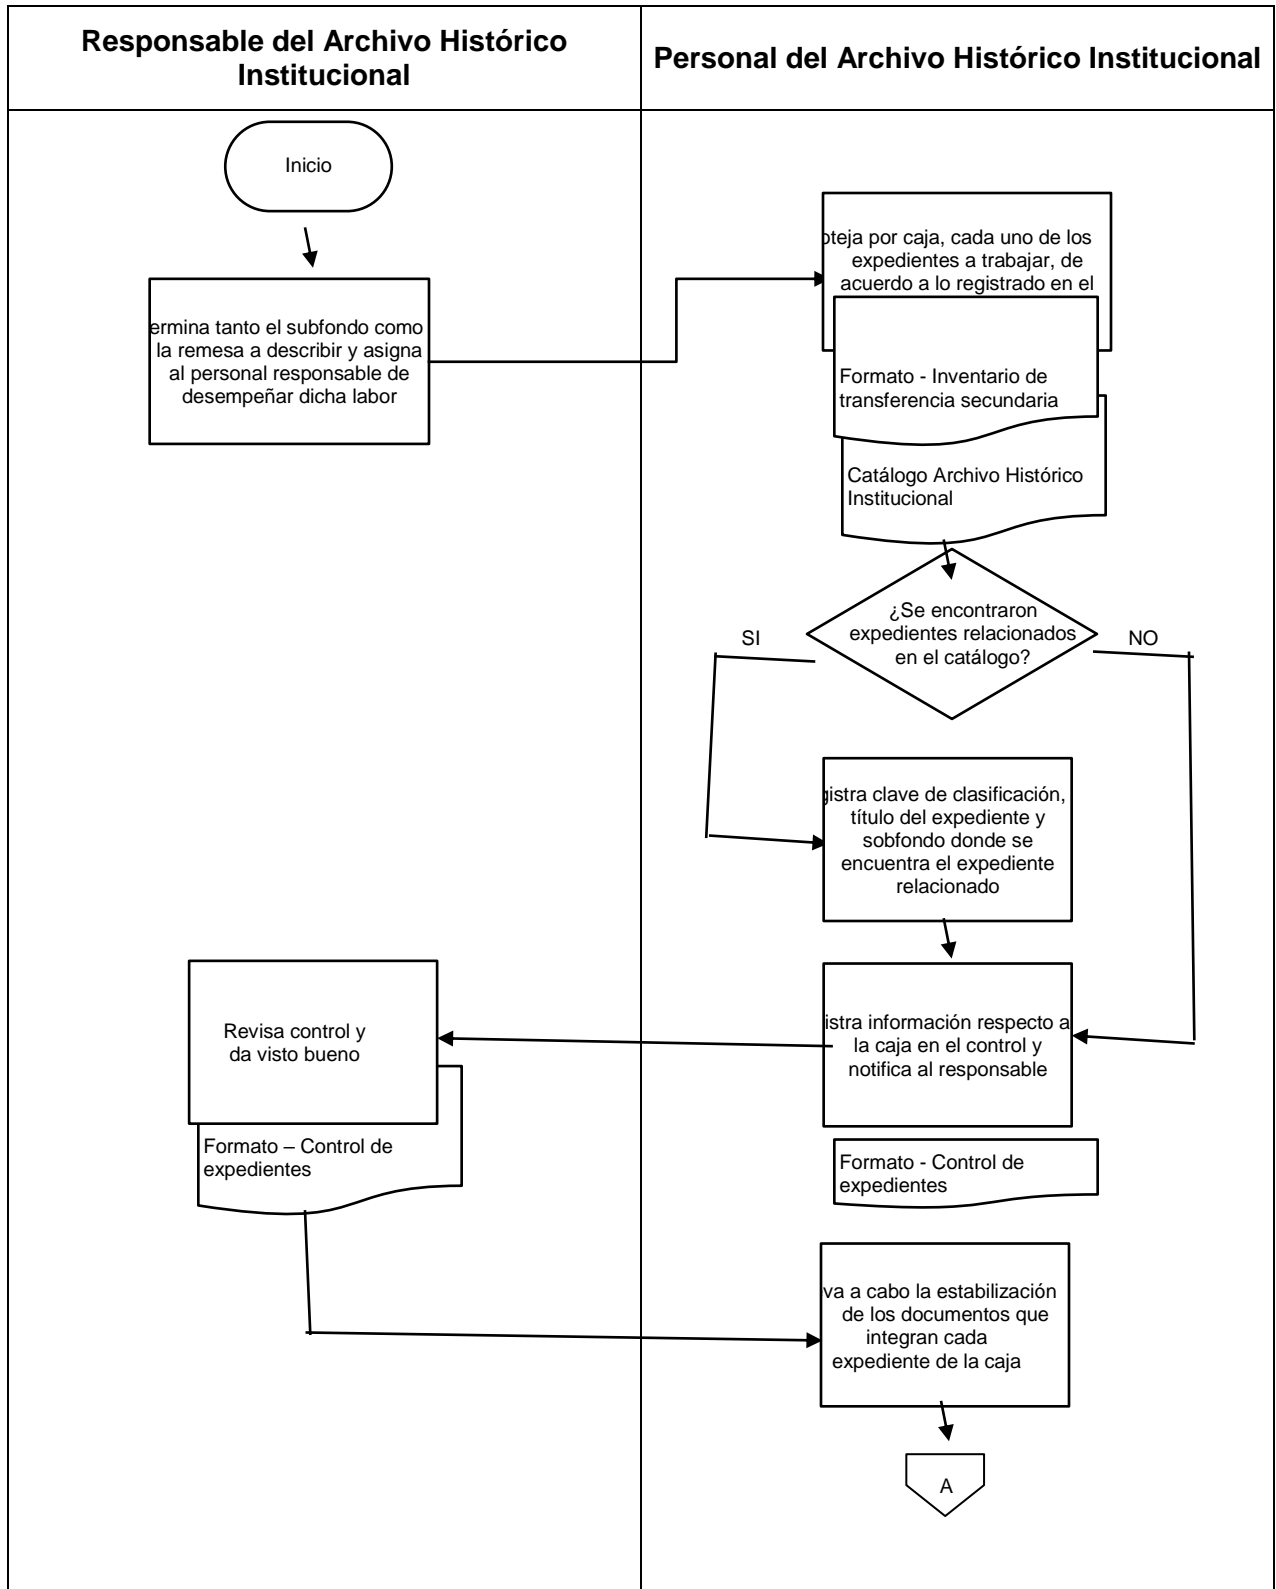 Responsable del Archivo Histórico
Institucional
Personal del Archivo Histórico Institucional
Inicio
oteja por caja, cada uno de los
expedientes a trabajar, de
acuerdo a lo registrado en el
ermina tanto el subfondo como
la remesa a describir y asigna
al personal responsable de
desempeñar dicha labor
Formato - Inventario de
transferencia secundaria
Catálogo Archivo Histórico
Institucional
¿Se encontraron
expedientes relacionados
en el catálogo?
SI
NO
gistra clave de clasificación,
título del expediente y
sobfondo donde se
encuentra el expediente
relacionado
istra información respecto a
la caja en el control y
notifica al responsable
Revisa control y
da visto bueno
Formato – Control de
expedientes
Formato - Control de
expedientes
va a cabo la estabilización
de los documentos que
integran cada
expediente de la caja
A